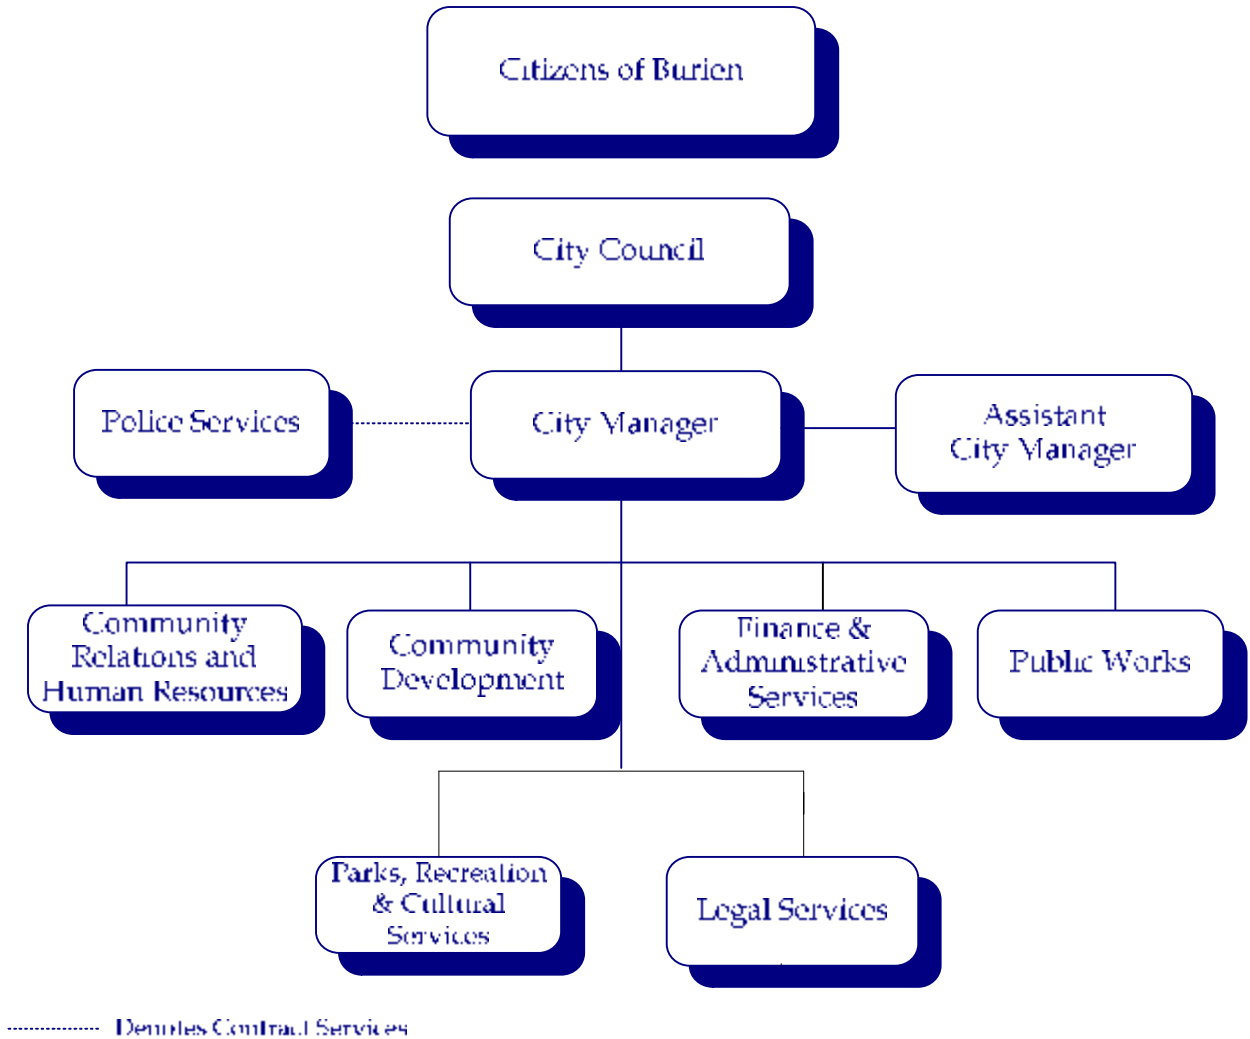 Citizens of Burien
City Council
Police Services
City Manager
Assistant
City Manager
Community
Relations and
Human Resources
Community
Development
Finance &
Administrative
Services
Public Works
Parks, Recreation
& Cultural
Services
Legal Services
Denotes Contract Services